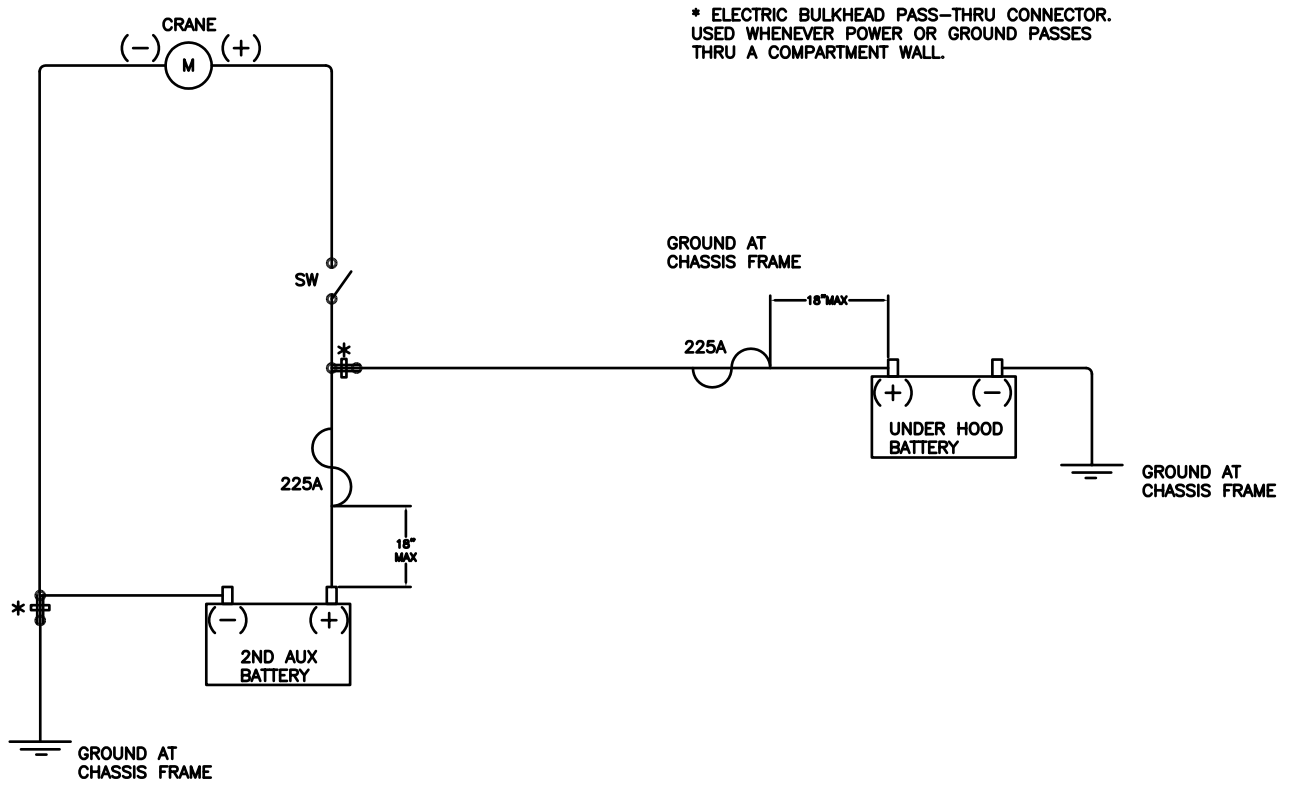 * ELECTRIC BULKHEAD PASS-THRU CONNECTOR.
USED WHENEVER POWER OR GROUND PASSES
THRU A COMPARTMENT WALL.
CRANE
(-) (+)
M
GROUND AT
CHASSIS FRAME
SW
18"MAX
*
225A
(+) (-)
UNDER HOOD
BATTERY
GROUND AT
CHASSIS FRAME
225A
18"
MAX
*
(-) (+)
2ND AUX
BATTERY
GROUND AT
CHASSIS FRAME